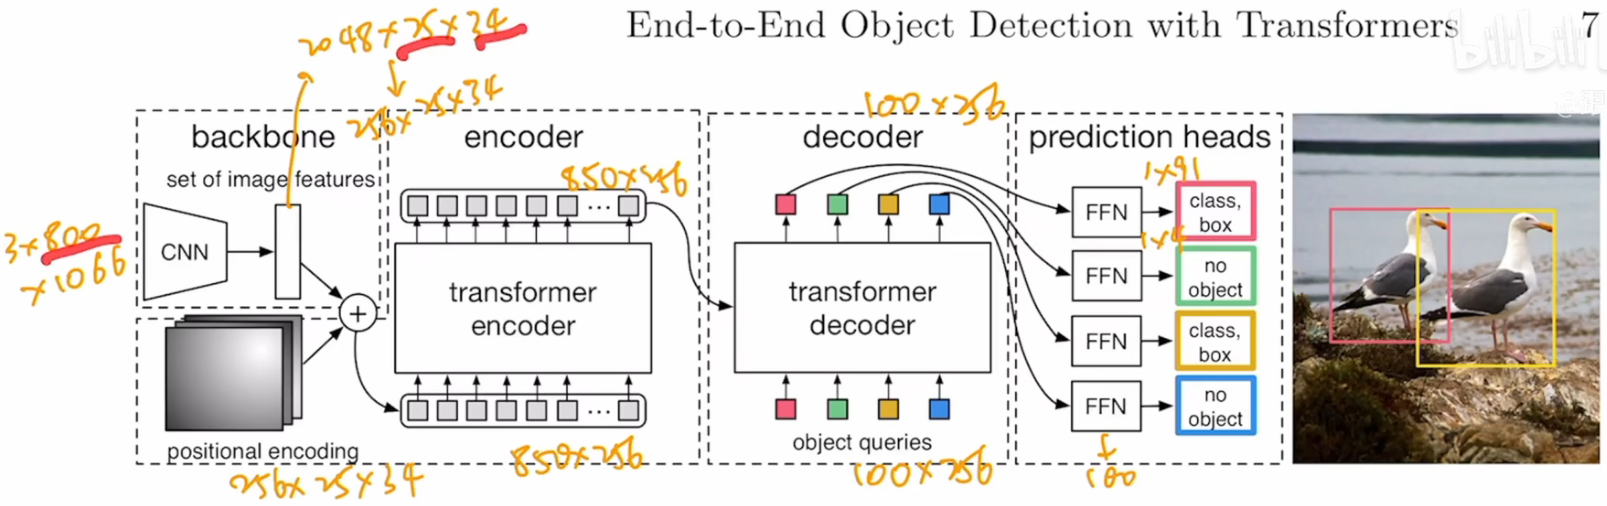 2048×25×34
End-to-End Object Detection with Transformers 7
bilibili
256×25×34
100×256
backbone
encoder
decoder
prediction heads
set of image features
850×256
1×91
3×800
×1066
CNN
FFN
class,
box
1×4
+
FFN
no
object
transformer
encoder
transformer
decoder
FFN
class,
box
FFN
no
object
...
...
positional encoding
object queries
256×25×34
850×256
100×256
100